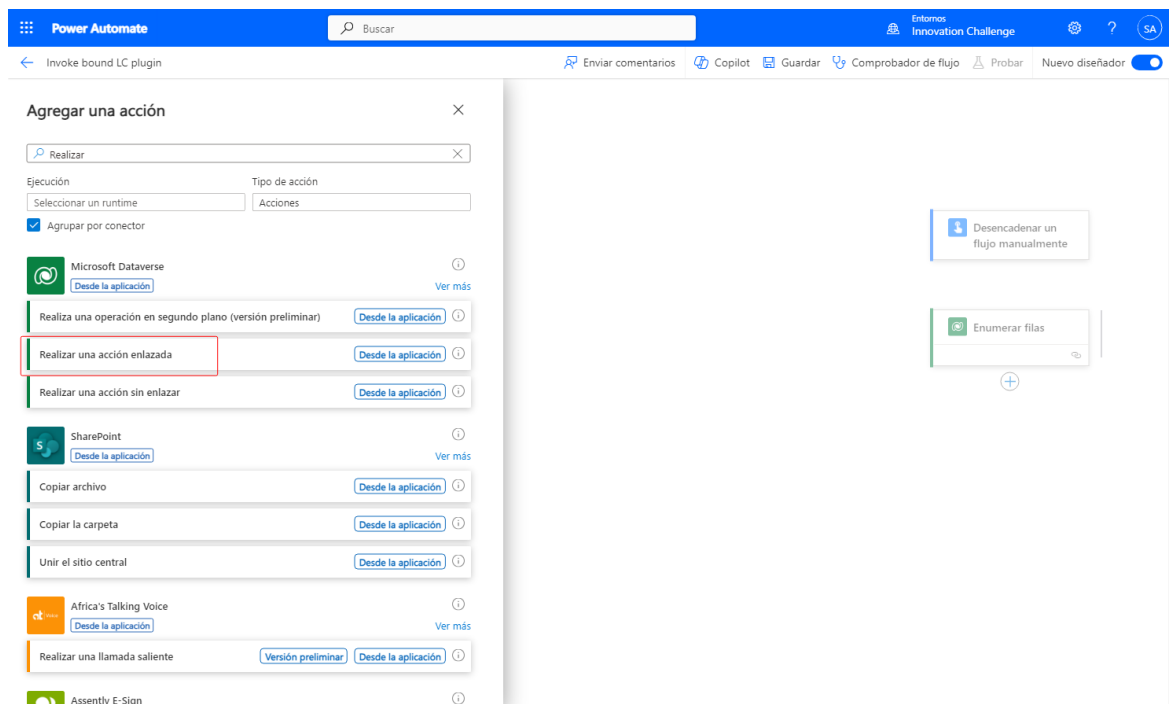 Power Automate
Buscar
Entornos
Innovation Challenge
?
SA
Invoke bound LC plugin
Enviar comentarios
Copilot
Guardar
Comprobador de flujo
Probar
Nuevo diseñador
Agregar una acción
Realizar
Ejecución
Tipo de acción
Seleccionar un runtime
Acciones
Agrupar por conector
Microsoft Dataverse
Desde la aplicación
Ver más
Realiza una operación en segundo plano (versión preliminar)
Desde la aplicación
Realizar una acción enlazada
Desde la aplicación
Realizar una acción sin enlazar
Desde la aplicación
SharePoint
Desde la aplicación
Ver más
Copiar archivo
Desde la aplicación
Copiar la carpeta
Desde la aplicación
Unir el sitio central
Desde la aplicación
Africa's Talking Voice
Desde la aplicación
Ver más
Realizar una llamada saliente
Versión preliminar
Desde la aplicación
Assently E-Sign
Desencadenar un
flujo manualmente
Enumerar filas